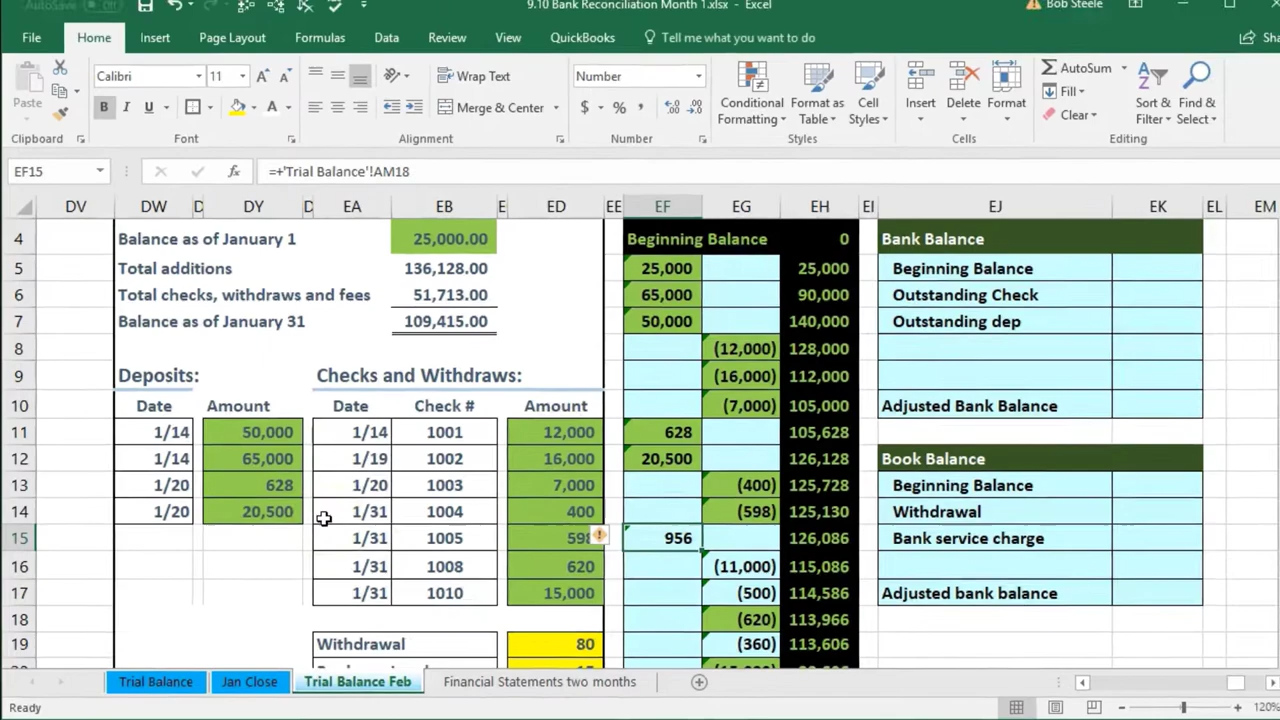 9.10 Bank Reconciliation Month 1.xlsx - Excel
Bob Steele
File Home Insert Page Layout Formulas Data Review View QuickBooks Tell me what you want to do
Calibri 11 Wrap Text Number AutoSum
Paste B I U Merge & Center $ % , Conditional Formatting Format as Table Cell Styles Insert Delete Format Fill Clear Sort & Filter Find & Select
Clipboard Font Alignment Number Styles Cells Editing
EF15 fx =+'Trial Balance'!AM18
DV DW D DY D EA EB E ED EE EF EG EH EI EJ EK EL EM
4 Balance as of January 1 25,000.00 Beginning Balance 0 Bank Balance
5 Total additions 136,128.00 25,000 25,000 Beginning Balance
6 Total checks, withdraws and fees 51,713.00 65,000 90,000 Outstanding Check
7 Balance as of January 31 109,415.00 50,000 140,000 Outstanding dep
8 (12,000) 128,000
9 Deposits: Checks and Withdraws: (16,000) 112,000
10 Date Amount Date Check # Amount (7,000) 105,000 Adjusted Bank Balance
11 1/14 50,000 1/14 1001 12,000 628 105,628
12 1/14 65,000 1/19 1002 16,000 20,500 126,128 Book Balance
13 1/20 628 1/20 1003 7,000 (400) 125,728 Beginning Balance
14 1/20 20,500 1/31 1004 400 (598) 125,130 Withdrawal
15 1/31 1005 598 956 126,086 Bank service charge
16 1/31 1008 620 (11,000) 115,086
17 1/31 1010 15,000 (500) 114,586 Adjusted bank balance
18 (620) 113,966
19 Withdrawal 80 (360) 113,606
Trial Balance Jan Close Trial Balance Feb Financial Statements two months
Ready 120%